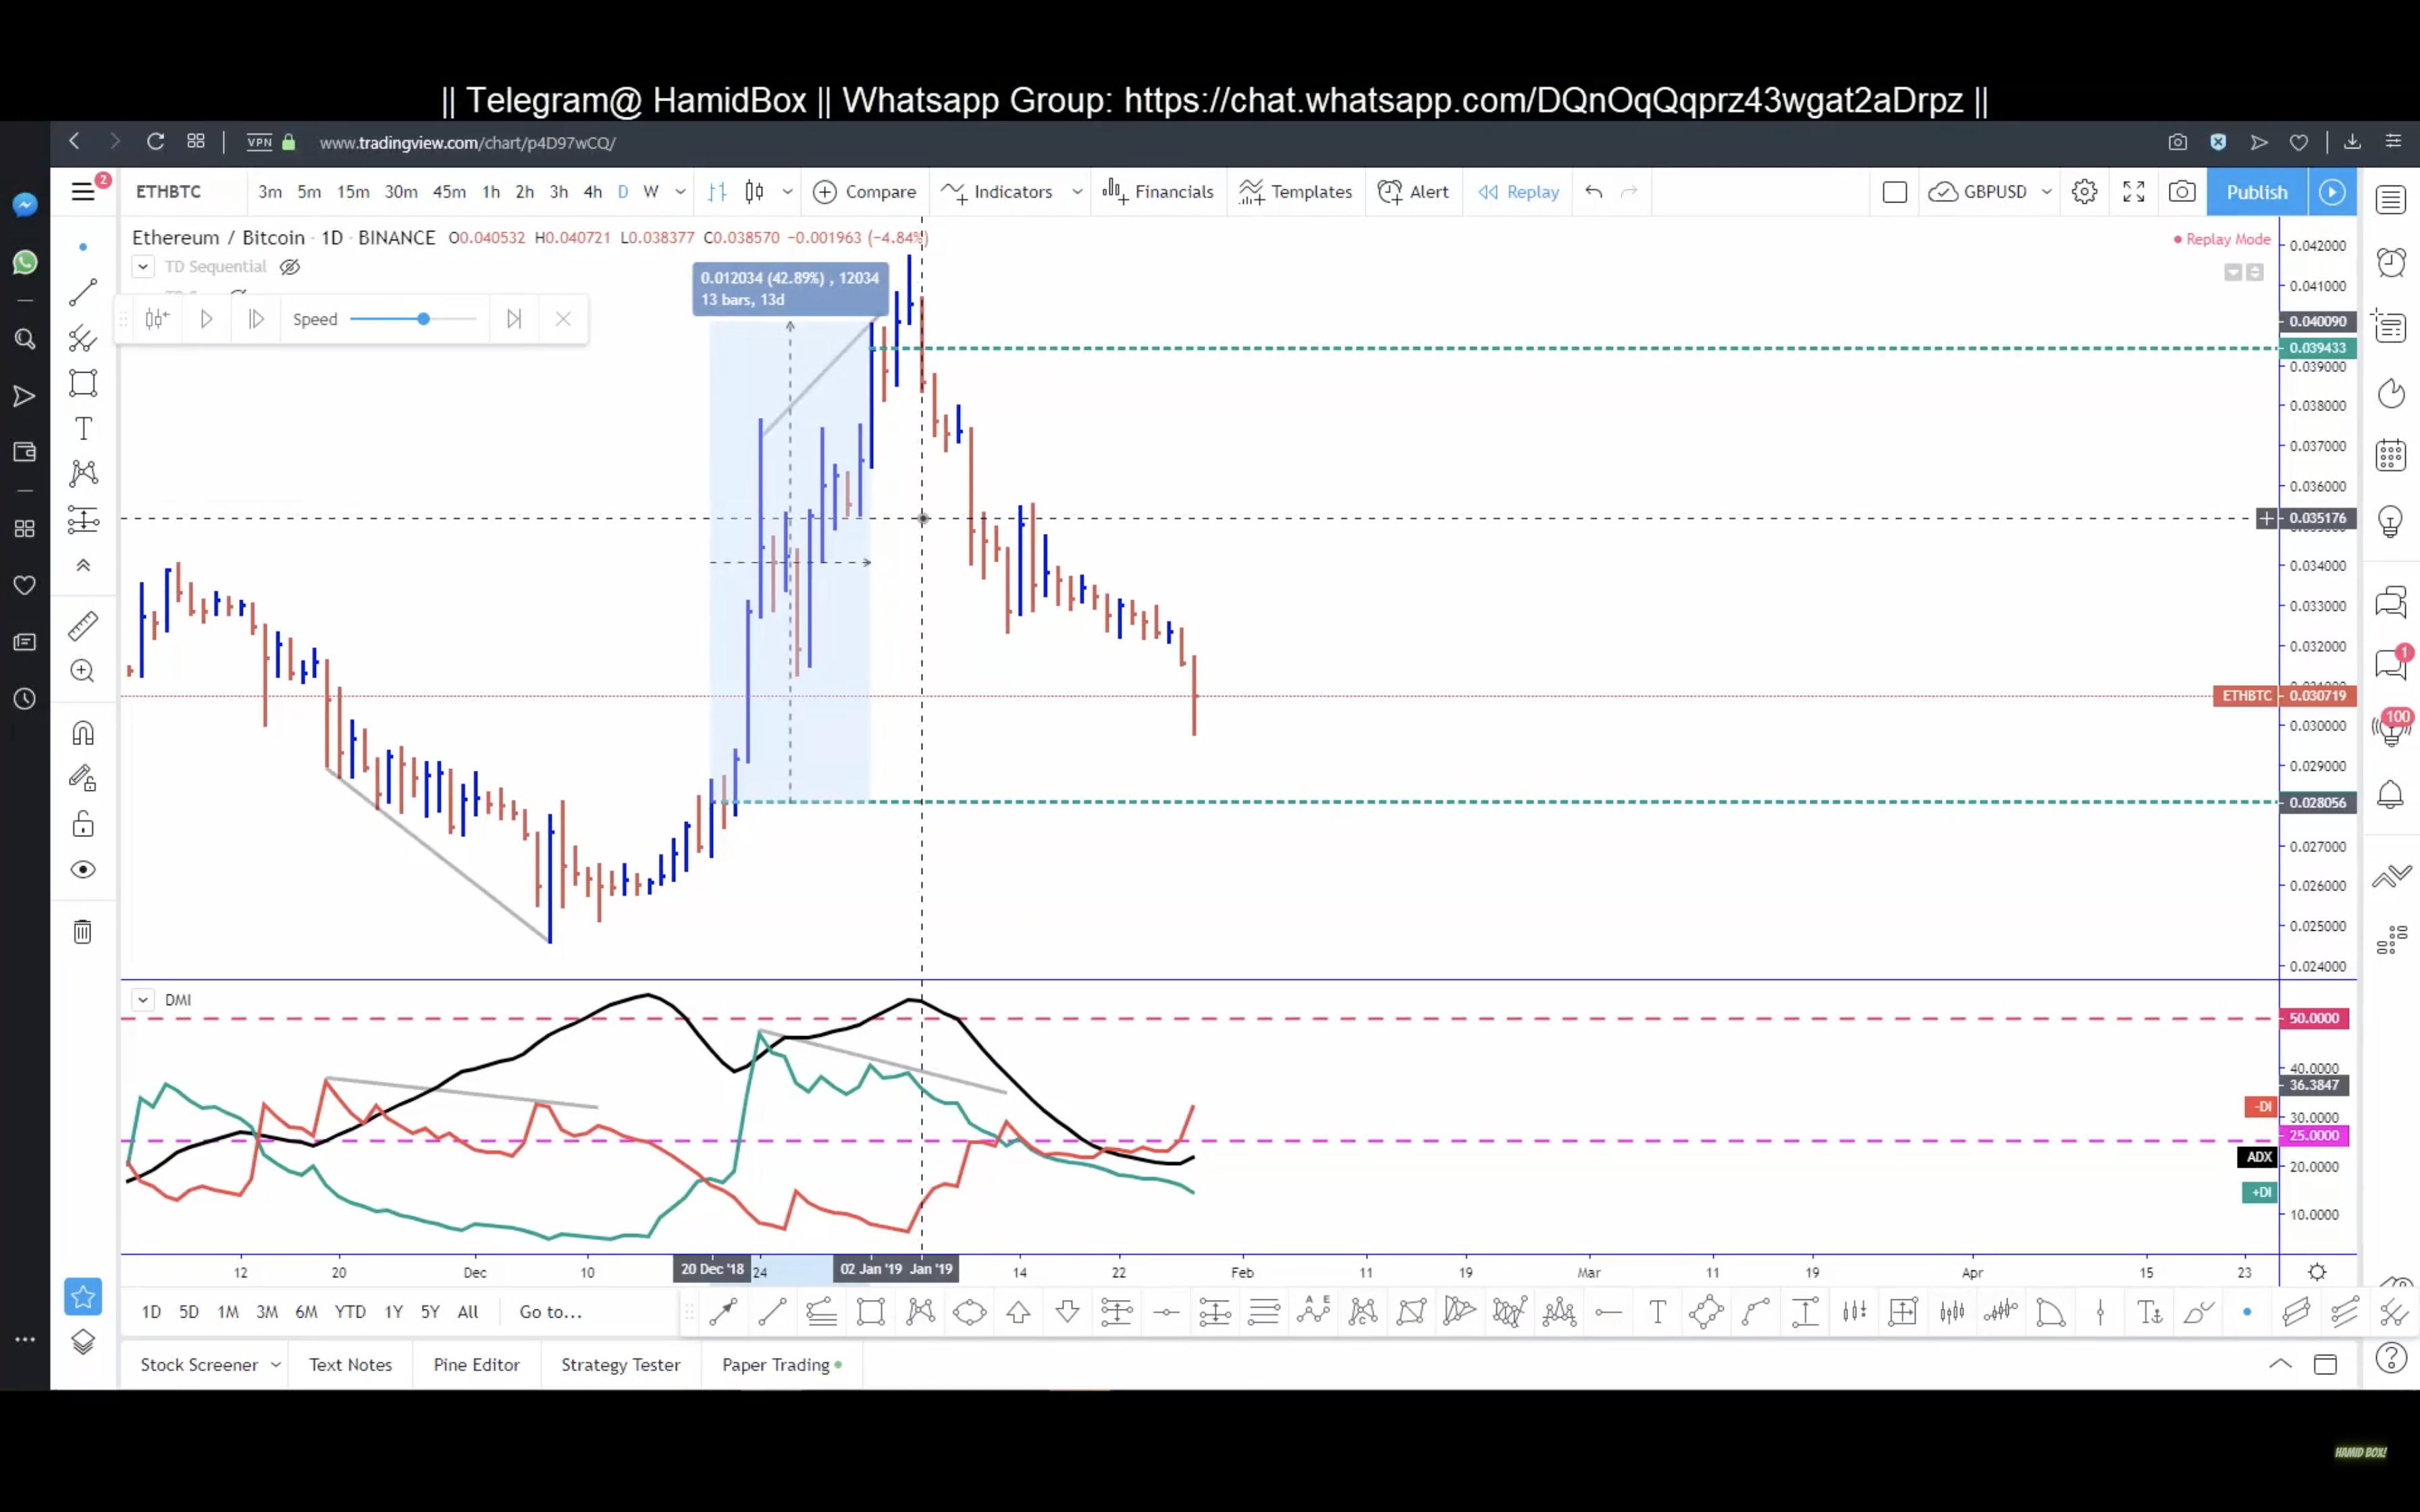 || Telegram@ HamidBox || Whatsapp Group: https://chat.whatsapp.com/DQnOqQqprz43wgat2aDrpz ||
VPN www.tradingview.com/chart/p4D97wCQ/
2 ETHBTC 3m 5m 15m 30m 45m 1h 2h 3h 4h D W Compare Indicators Financials Templates Alert Replay GBPUSD Publish
Ethereum / Bitcoin · 1D · BINANCE O0.040532 H0.040721 L0.038377 C0.038570 −0.001963 (−4.84%)
Replay Mode
TD Sequential
Speed
0.012034 (42.89%) , 12034
13 bars, 13d
0.042000
0.041000
0.040090
0.039433
0.039000
0.038000
0.037000
0.036000
0.035176
0.034000
0.033000
0.032000
ETHBTC 0.030719
0.030000
0.029000
0.028056
0.027000
0.026000
0.025000
0.024000
1
100
DMI
50.0000
40.0000
36.3847
-DI
30.0000
25.0000
ADX
20.0000
+DI
10.0000
12 20 Dec 10 20 Dec '18 24 02 Jan '19 Jan '19 14 22 Feb 11 19 Mar 11 19 Apr 15 23
1D 5D 1M 3M 6M YTD 1Y 5Y All Go to...
Stock Screener Text Notes Pine Editor Strategy Tester Paper Trading
HAMID BOX!